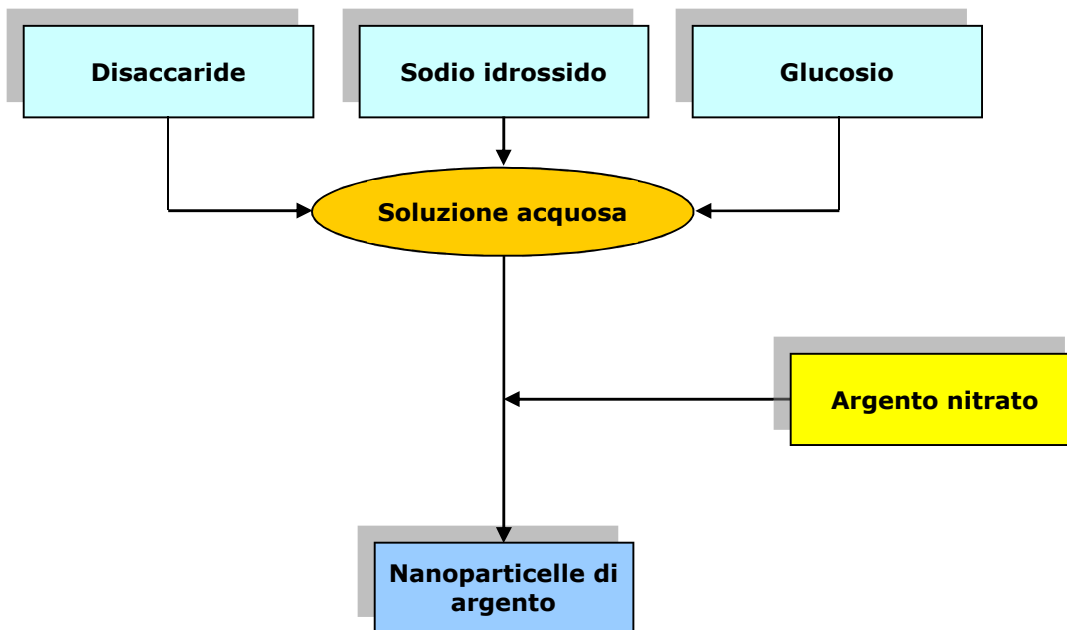 Disaccaride
Sodio idrossido
Glucosio
Soluzione acquosa
Argento nitrato
Nanoparticelle di
argento